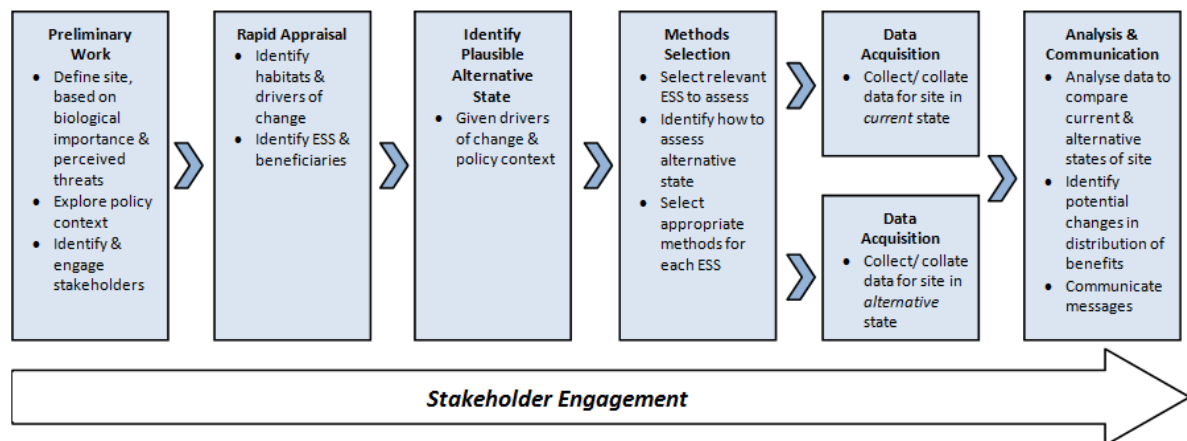 Preliminary
Work
• Define site,
based on
biological
importance &
perceived
threats
• Explore policy
context
• Identify &
engage
stakeholders
Rapid Appraisal
• Identify
habitats &
drivers of
change
• Identify ESS &
beneficiaries
Identify
Plausible
Alternative
State
• Given drivers
of change &
policy context
Methods
Selection
• Select relevant
ESS to assess
• Identify how to
assess
alternative
state
• Select
appropriate
methods for
each ESS
Data
Acquisition
• Collect/ collate
data for site in
current state
Data
Acquisition
• Collect/ collate
data for site in
alternative
state
Analysis &
Communication
• Analyse data to
compare
current &
alternative
states of site
• Identify
potential
changes in
distribution of
benefits
• Communicate
messages
Stakeholder Engagement